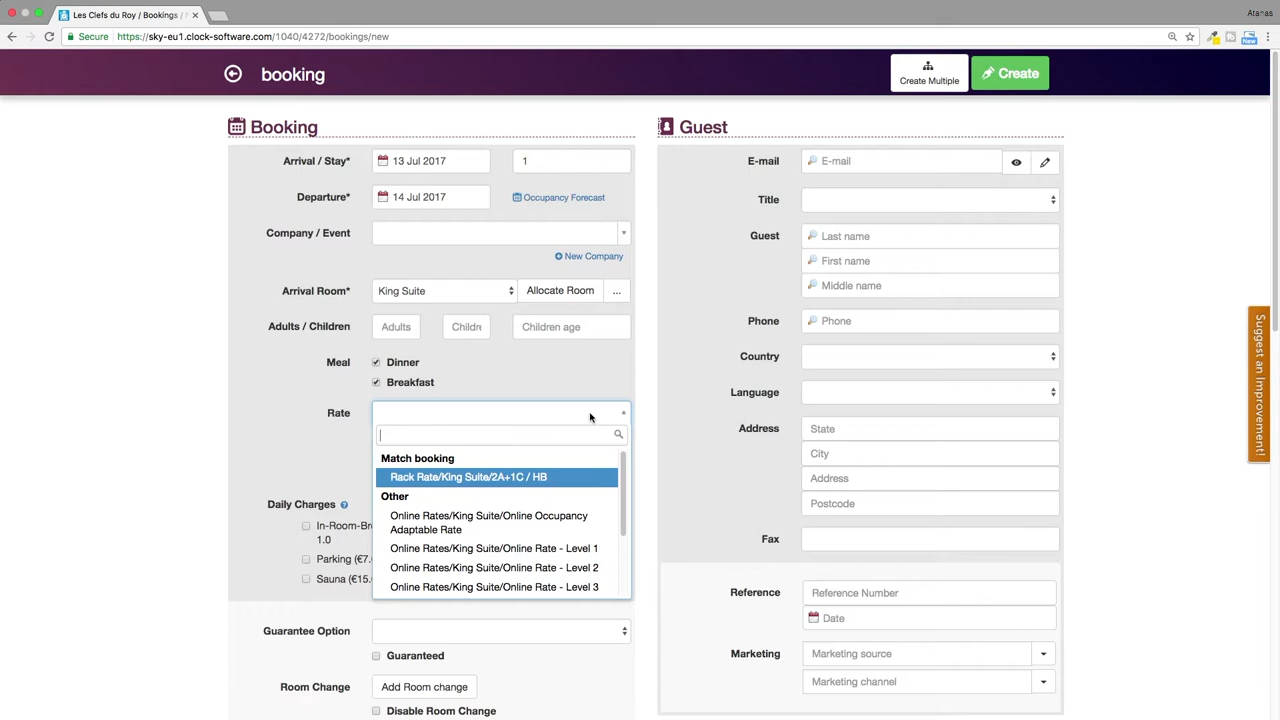 Les Clefs du Roy / Bookings /
Atanas
Secure
https://sky-eu1.clock-software.com/1040/4272/bookings/new
New
booking
Create Multiple
Create
Booking
Arrival / Stay*
13 Jul 2017
1
Departure*
14 Jul 2017
Occupancy Forecast
Company / Event
New Company
Arrival Room*
King Suite
Allocate Room
...
Adults / Children
Adults
Childre
Children age
Meal
Dinner
Breakfast
Rate
Match booking
Rack Rate/King Suite/2A+1C / HB
Other
Online Rates/King Suite/Online Occupancy
Adaptable Rate
Online Rates/King Suite/Online Rate - Level 1
Online Rates/King Suite/Online Rate - Level 2
Online Rates/King Suite/Online Rate - Level 3
Daily Charges
In-Room-Br
1.0
Parking (€7.
Sauna (€15.
Guarantee Option
Guaranteed
Room Change
Add Room change
Disable Room Change
Guest
E-mail
E-mail
Title
Guest
Last name
First name
Middle name
Phone
Phone
Country
Language
Address
State
City
Address
Postcode
Fax
Reference
Reference Number
Date
Marketing
Marketing source
Marketing channel
Suggest an Improvement!